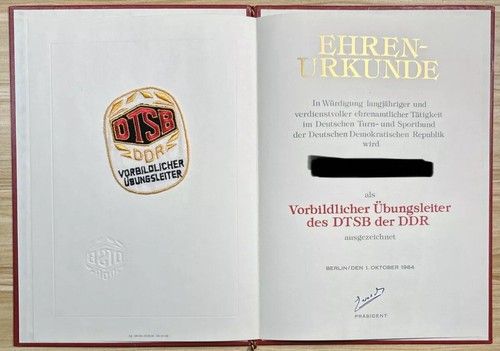 DTSB
DDR
VORBILDLICHER
ÜBUNGSLEITER
EHREN-
URKUNDE
In Würdigung langjähriger und
verdienstvoller ehrenamtlicher Tätigkeit
im Deutschen Turn- und Sportbund
der Deutschen Demokratischen Republik
wird
als
Vorbildlicher Übungsleiter
des DTSB der DDR
ausgezeichnet
BERLIN/DEN 1. OKTOBER 1984
PRÄSIDENT